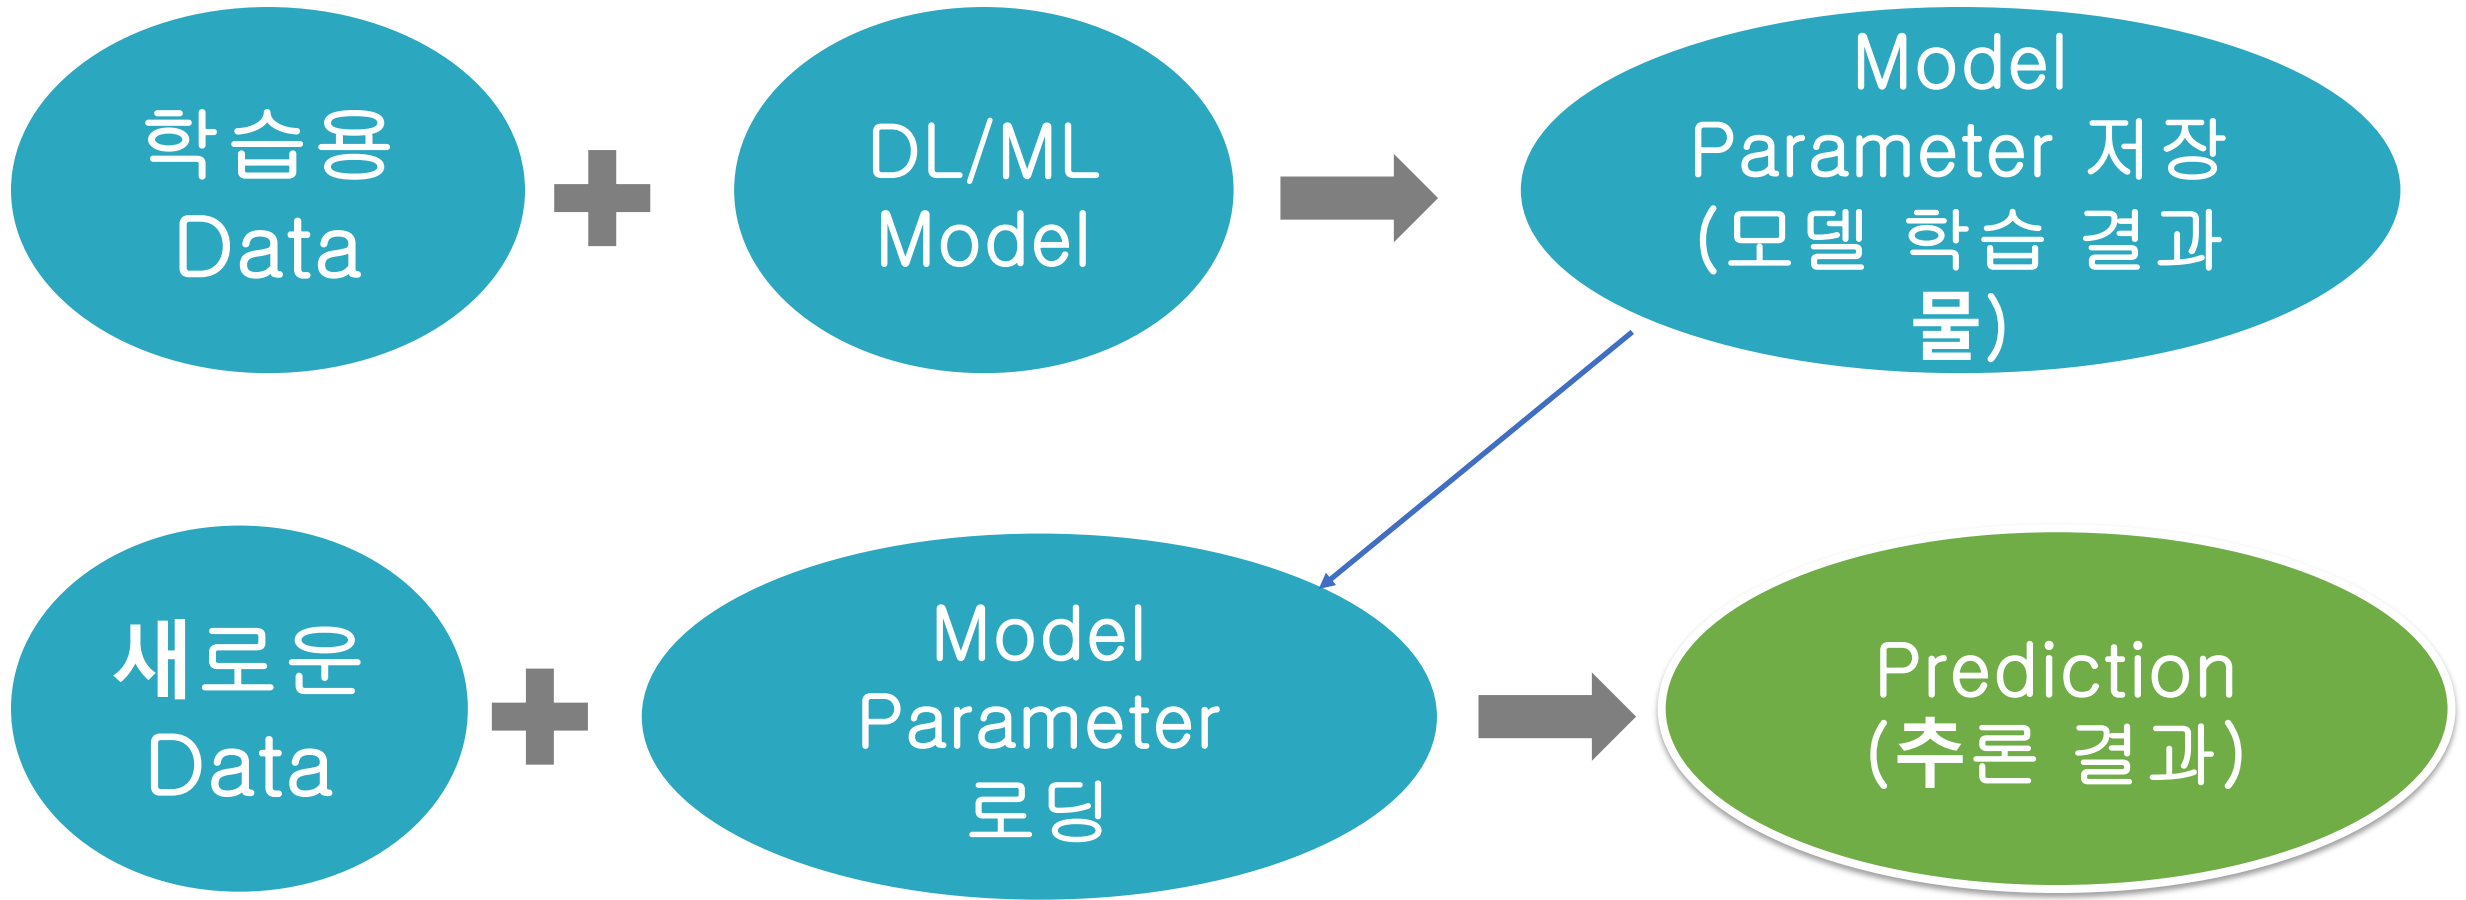 학습용
Data
DL/ML
Model
Model
Parameter 저장
(모델 학습 결과
물)
새로운
Data
Model
Parameter
로딩
Prediction
(추론 결과)